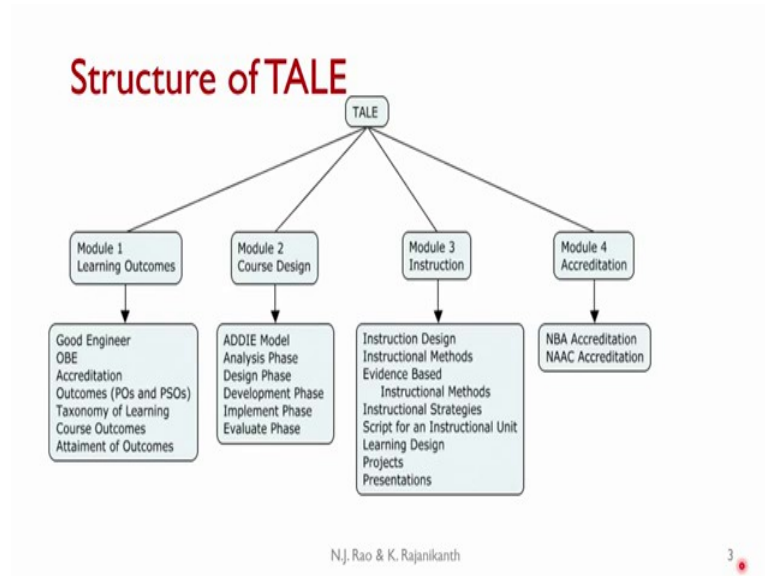 Structure of TALE
TALE
Module 1
Learning Outcomes
Good Engineer
OBE
Accreditation
Outcomes (POs and PSOs)
Taxonomy of Learning
Course Outcomes
Attaiment of Outcomes
Module 2
Course Design
ADDIE Model
Analysis Phase
Design Phase
Development Phase
Implement Phase
Evaluate Phase
Module 3
Instruction
Instruction Design
Instructional Methods
Evidence Based
Instructional Methods
Instructional Strategies
Script for an Instructional Unit
Learning Design
Projects
Presentations
Module 4
Accreditation
NBA Accreditation
NAAC Accreditation
N.J. Rao & K. Rajanikanth
3